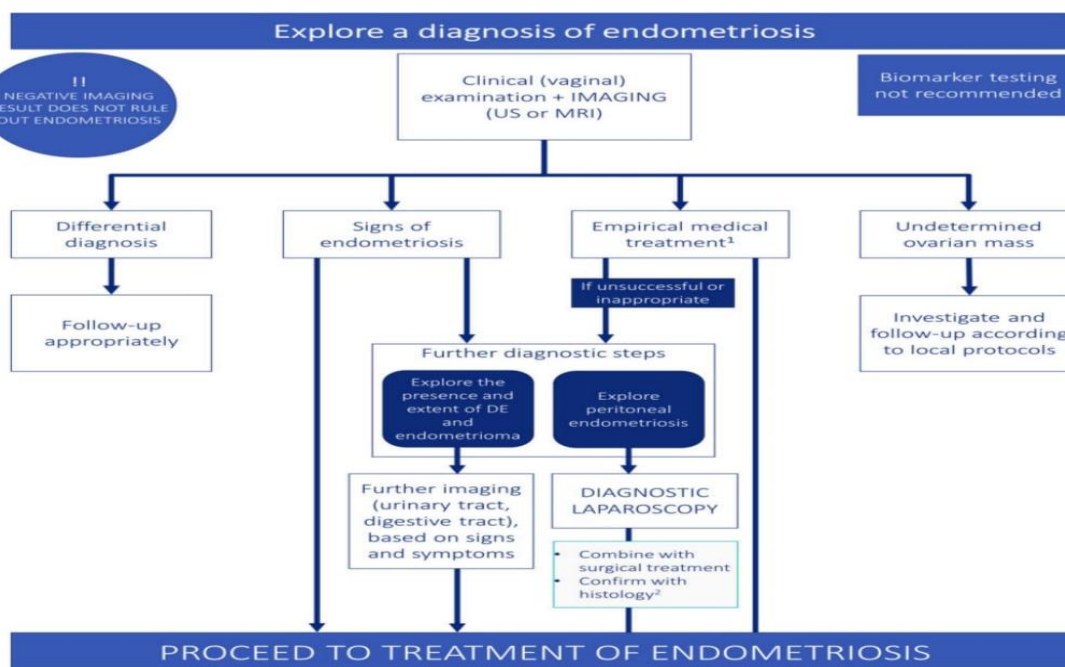 Explore a diagnosis of endometriosis
!!
NEGATIVE IMAGING
RESULT DOES NOT RULE
OUT ENDOMETRIOSIS
Clinical (vaginal)
examination + IMAGING
(US or MRI)
Biomarker testing
not recommended
Differential
diagnosis
Signs of
endometriosis
Empirical medical
treatment¹
Undetermined
ovarian mass
If unsuccessful or
inappropriate
Follow-up
appropriately
Investigate and
follow-up according
to local protocols
Further diagnostic steps
Explore the
presence and
extent of DE
and
endometrioma
Explore
peritoneal
endometriosis
Further imaging
(urinary tract,
digestive tract),
based on signs
and symptoms
DIAGNOSTIC
LAPAROSCOPY
• Combine with
surgical treatment
• Confirm with
histology²
PROCEED TO TREATMENT OF ENDOMETRIOSIS